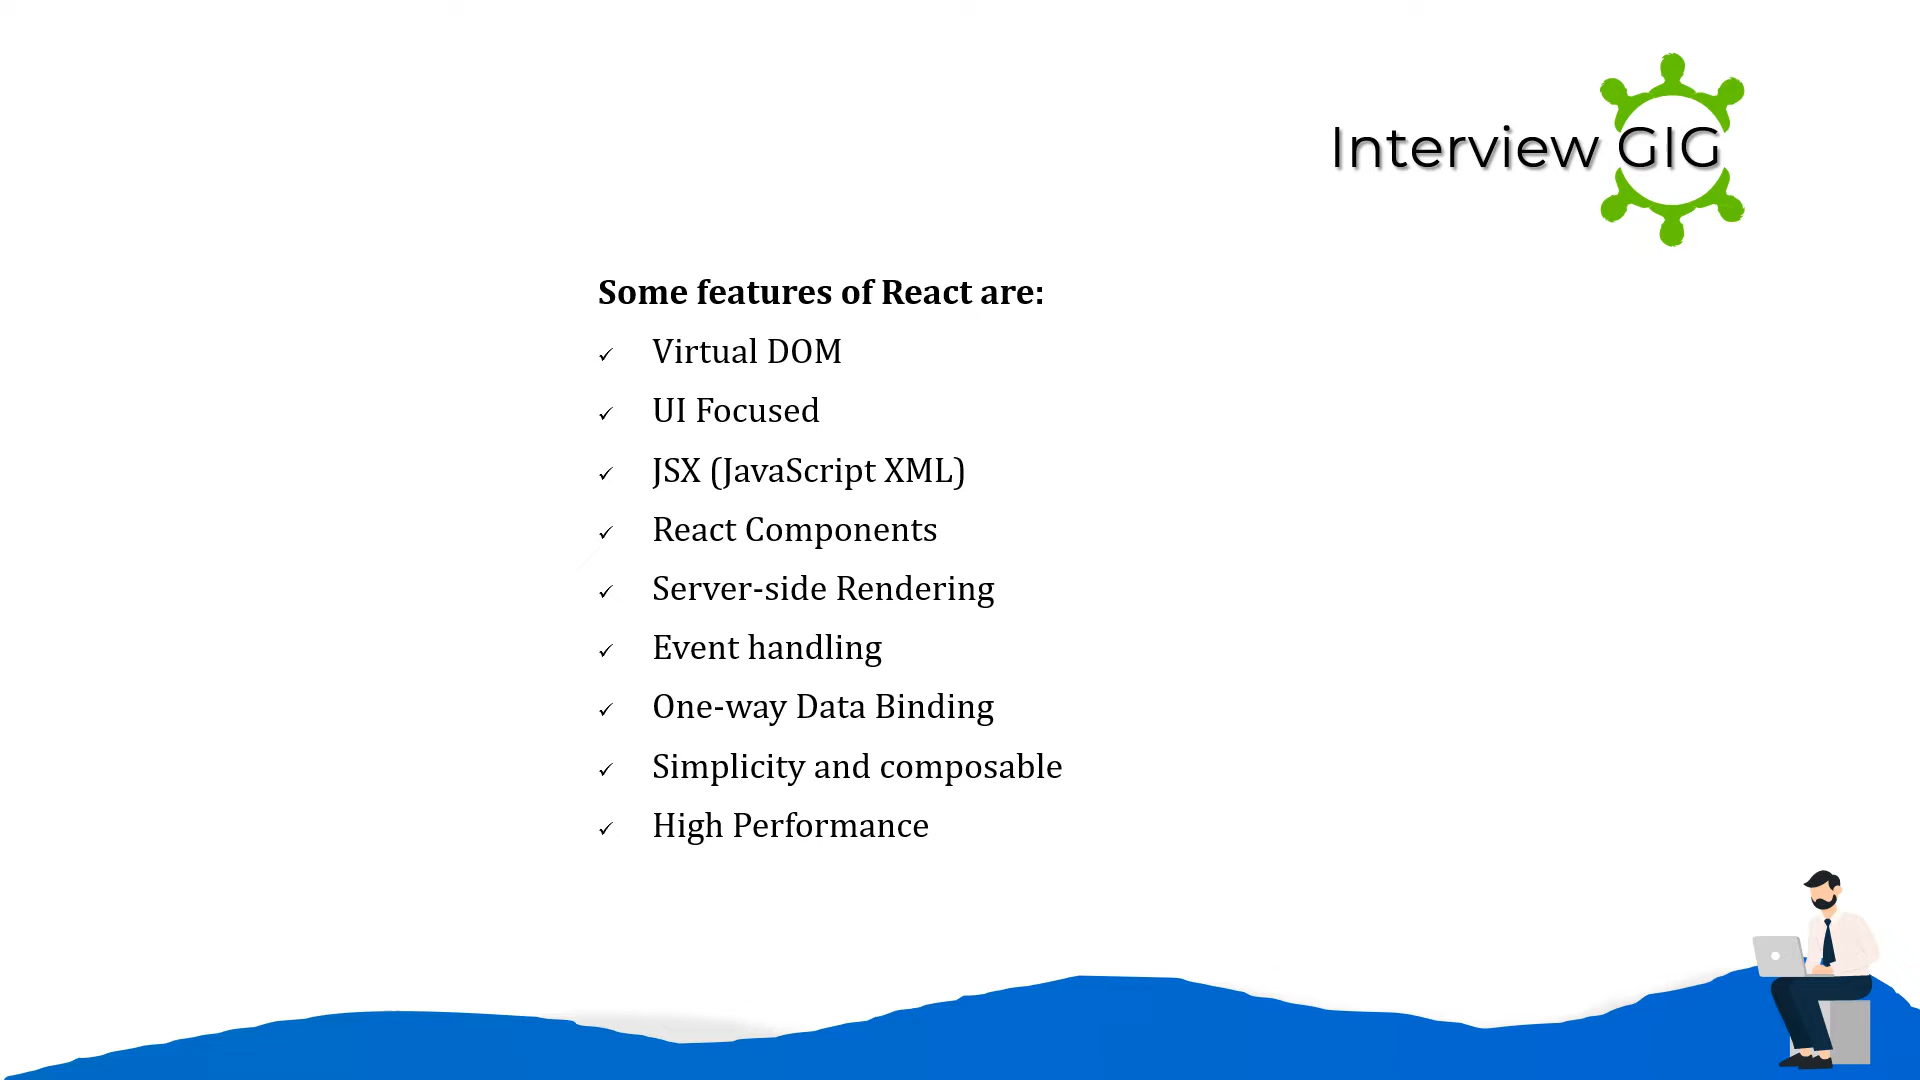 Interview GIG
Some features of React are:
✓ Virtual DOM
✓ UI Focused
✓ JSX (JavaScript XML)
✓ React Components
✓ Server-side Rendering
✓ Event handling
✓ One-way Data Binding
✓ Simplicity and composable
✓ High Performance